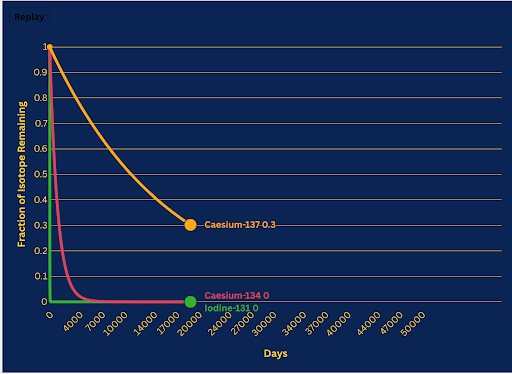 Replay
Fraction of Isotope Remaining
1
0.9
0.8
0.7
0.6
0.5
0.4
0.3
0.2
0.1
0
Caesium-137 0.3
Caesium-134 0
Iodine-131 0
0 4000 7000 10000 14000 17000 20000 24000 27000 30000 34000 37000 40000 44000 47000 50000
Days